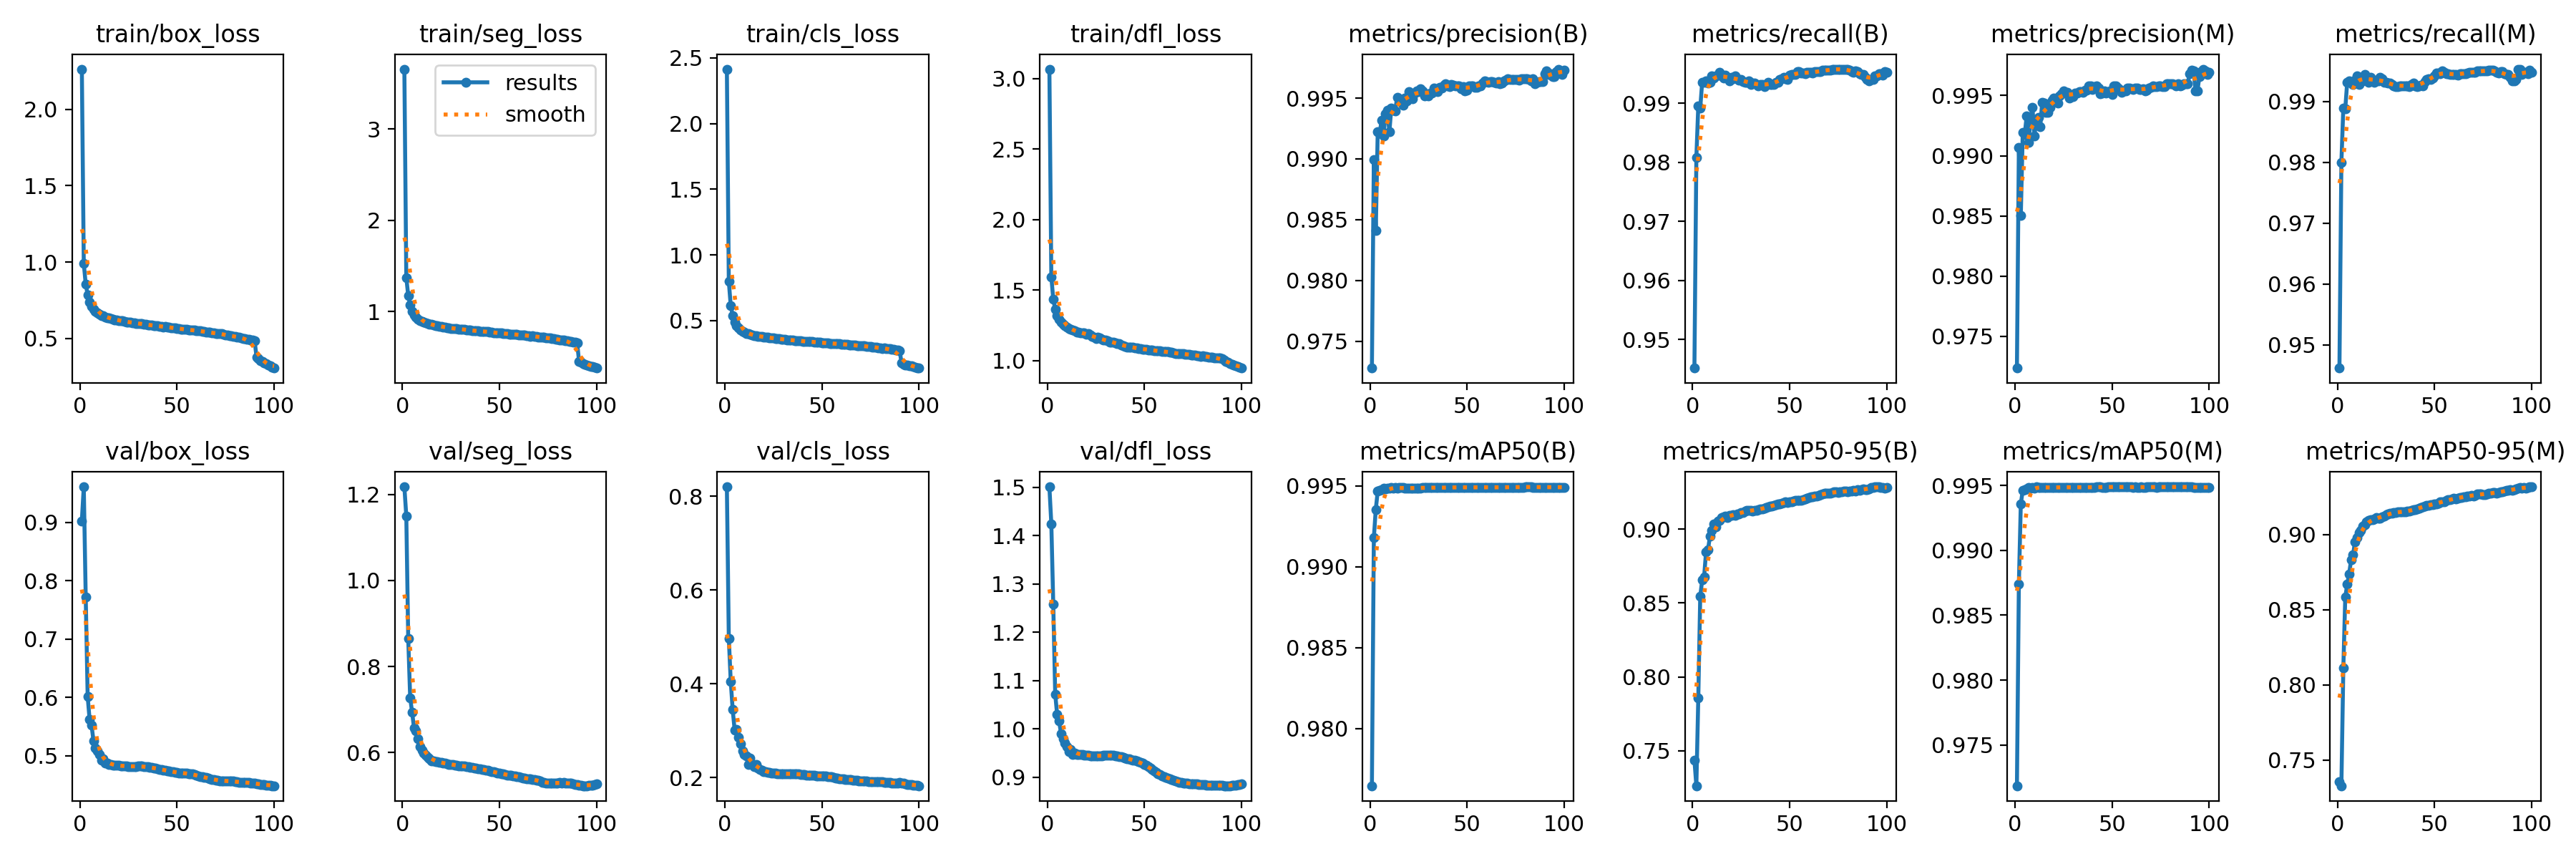 train/box_loss
2.0
1.5
1.0
0.5
0 50 100
train/seg_loss
results
smooth
3
2
1
0 50 100
train/cls_loss
2.5
2.0
1.5
1.0
0.5
0 50 100
train/dfl_loss
3.0
2.5
2.0
1.5
1.0
0 50 100
metrics/precision(B)
0.995
0.990
0.985
0.980
0.975
0 50 100
metrics/recall(B)
0.99
0.98
0.97
0.96
0.95
0 50 100
metrics/precision(M)
0.995
0.990
0.985
0.980
0.975
0 50 100
metrics/recall(M)
0.99
0.98
0.97
0.96
0.95
0 50 100
val/box_loss
0.9
0.8
0.7
0.6
0.5
0 50 100
val/seg_loss
1.2
1.0
0.8
0.6
0 50 100
val/cls_loss
0.8
0.6
0.4
0.2
0 50 100
val/dfl_loss
1.5
1.4
1.3
1.2
1.1
1.0
0.9
0 50 100
metrics/mAP50(B)
0.995
0.990
0.985
0.980
0 50 100
metrics/mAP50-95(B)
0.90
0.85
0.80
0.75
0 50 100
metrics/mAP50(M)
0.995
0.990
0.985
0.980
0.975
0 50 100
metrics/mAP50-95(M)
0.90
0.85
0.80
0.75
0 50 100